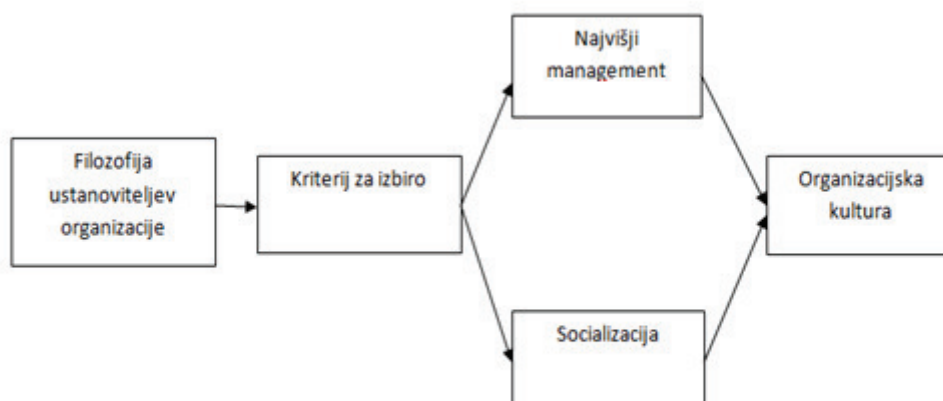 Najvišji
management
Filozofija
ustanoviteljev
organizacije
Kriterij za izbiro
Organizacijska
kultura
Socializacija